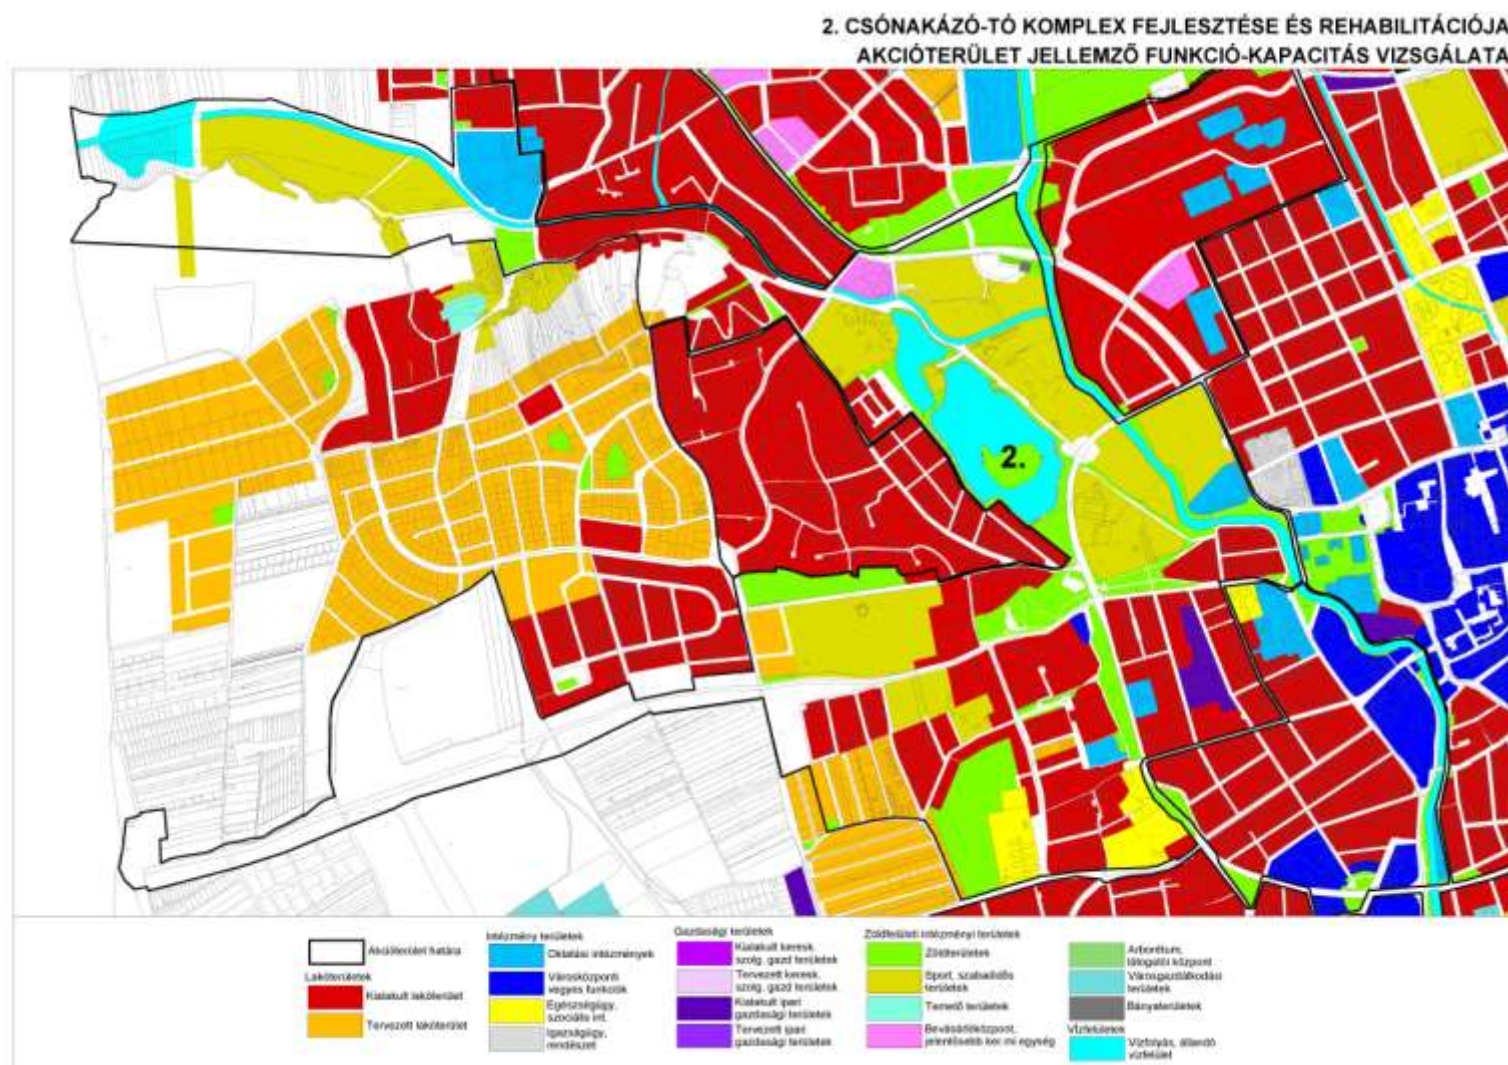 2. CSÓNAKÁZÓ-TÓ KOMPLEX FEJLESZTÉSE ÉS REHABILITÁCIÓJA
AKCIÓTERÜLET JELLEMZŐ FUNKCIÓ-KAPACITÁS VIZSGÁLATA
2.
Akcióterület határa
Lakóterületek
Kialakult lakóterület
Tervezett lakóterület
Intézmény területek
Oktatási intézmények
Városközponti
vegyes funkciók
Egészségügy,
szociális int.
Igazságügy,
rendészet
Gazdasági területek
Kialakult keresk.
szolg. gazd területek
Tervezett keresk.
szolg. gazd területek
Kialakult ipari
gazdasági területek
Tervezett ipari
gazdasági területek
Zöldfelületi intézményi területek
Zöldterületek
Sport, szabadidős
területek
Temető területek
Bevásárlóközpont,
jelentősebb ker.mi egység
Arborétum,
látogatói központ
Városgazdálkodási
területek
Bányaterületek
Vízfelületek
Vízfolyás, állandó
vízfelület